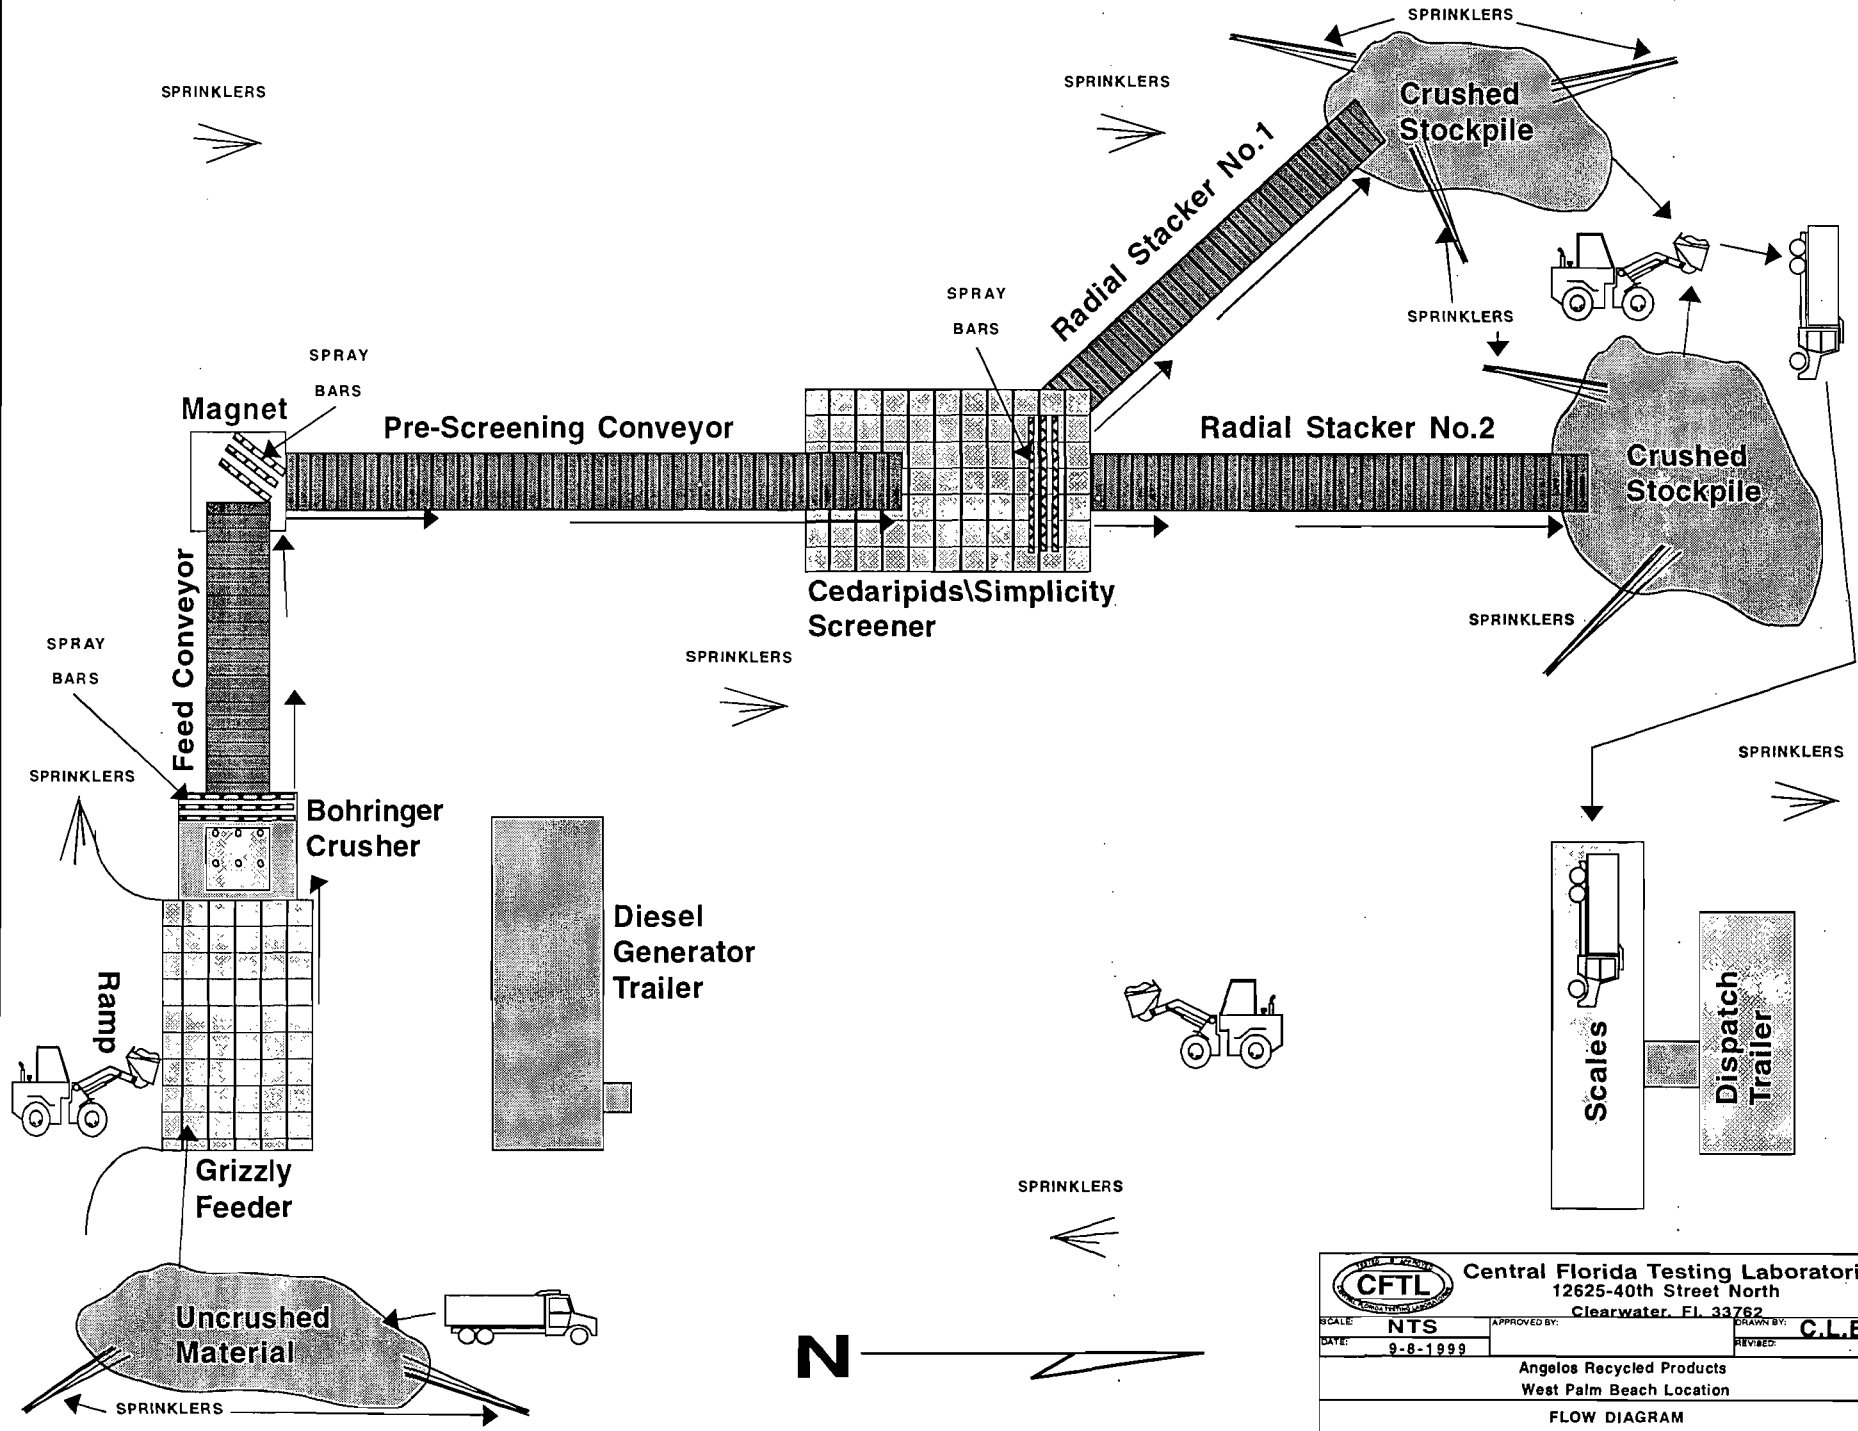 SPRINKLERS
SPRINKLERS
SPRINKLERS
Crushed
Stockpile
Radial Stacker No.1
SPRAY
BARS
SPRINKLERS
SPRAY
BARS
Magnet
Pre-Screening Conveyor
Radial Stacker No.2
Crushed
Stockpile
Feed Conveyor
Cedaripids\Simplicity
Screener
SPRINKLERS
SPRAY
BARS
SPRINKLERS
SPRINKLERS
SPRINKLERS
Bohringer
Crusher
Diesel
Generator
Trailer
Ramp
Scales
Dispatch
Trailer
Grizzly
Feeder
SPRINKLERS
Uncrushed
Material
SPRINKLERS
N
CFTL
Central Florida Testing Laboratori
12625-40th Street North
Clearwater, Fl. 33762
SCALE: NTS
APPROVED BY:
DRAWN BY: C.L.E
DATE: 9-8-1999
REVISED:
Angelos Recycled Products
West Palm Beach Location
FLOW DIAGRAM